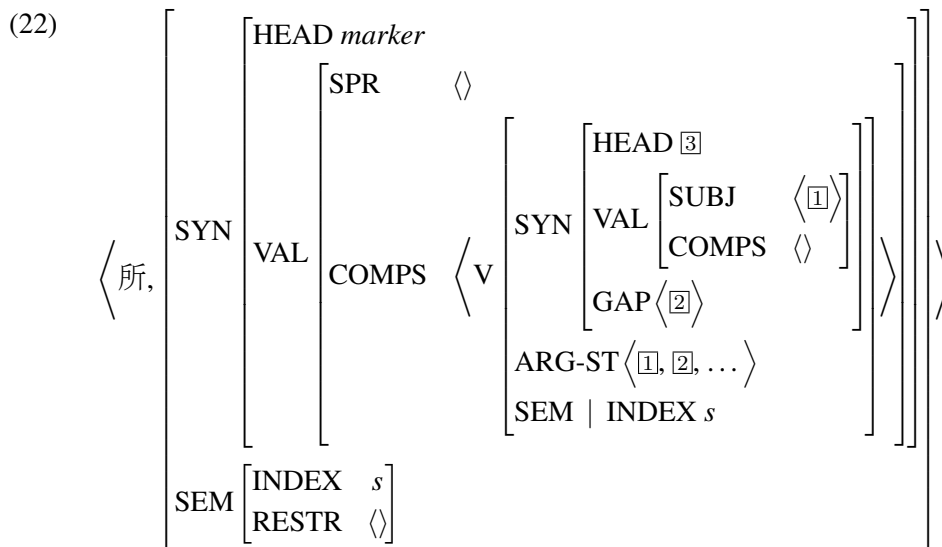 (22)
HEAD marker
SPR ⟨⟩
HEAD 3
SUBJ ⟨1⟩
SYN VAL
COMPS ⟨⟩
SYN VAL
⟨所, COMPS ⟨V ⟩ ⟩
GAP⟨2⟩
ARG-ST⟨1, 2, …⟩
SEM | INDEX s
INDEX s
SEM
RESTR ⟨⟩